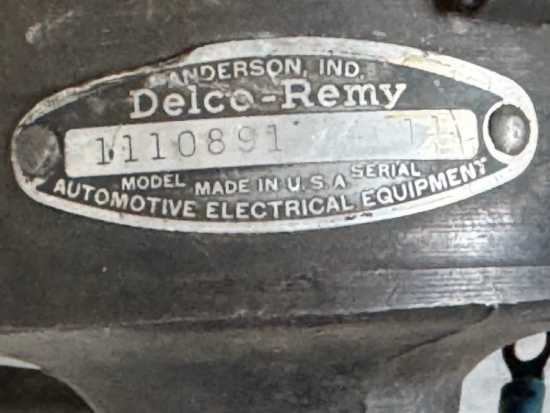 ANDERSON, IND.
Delco-Remy
1110891
MODEL MADE IN U.S.A SERIAL
AUTOMOTIVE ELECTRICAL EQUIPMENT